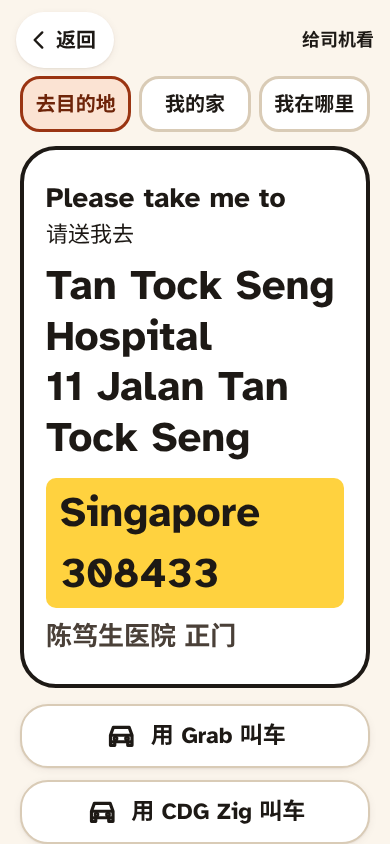 返回
给司机看
去目的地
我的家
我在哪里
Please take me to
请送我去
Tan Tock Seng
Hospital
11 Jalan Tan
Tock Seng
Singapore
308433
陈笃生医院 正门
用 Grab 叫车
用 CDG Zig 叫车